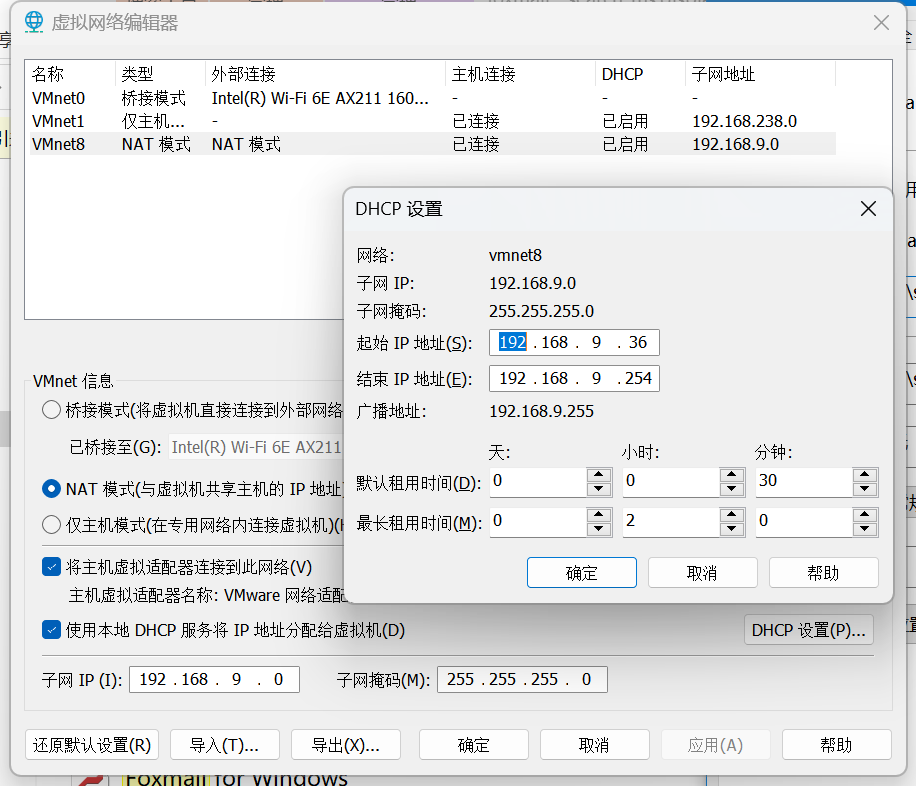 虚拟网络编辑器
名称 类型 外部连接 主机连接 DHCP 子网地址
VMnet0 桥接模式 Intel(R) Wi-Fi 6E AX211 160... - - -
VMnet1 仅主机... - 已连接 已启用 192.168.238.0
VMnet8 NAT 模式 NAT 模式 已连接 已启用 192.168.9.0
DHCP 设置
网络: vmnet8
子网 IP: 192.168.9.0
子网掩码: 255.255.255.0
起始 IP 地址(S): 192 . 168 . 9 . 36
结束 IP 地址(E): 192 . 168 . 9 . 254
广播地址: 192.168.9.255
天: 小时: 分钟:
默认租用时间(D): 0 0 30
最长租用时间(M): 0 2 0
确定 取消 帮助
VMnet 信息
桥接模式(将虚拟机直接连接到外部网络
已桥接至(G): Intel(R) Wi-Fi 6E AX211
NAT 模式(与虚拟机共享主机的 IP 地址)
仅主机模式(在专用网络内连接虚拟机)(
将主机虚拟适配器连接到此网络(V)
主机虚拟适配器名称: VMware 网络适配
使用本地 DHCP 服务将 IP 地址分配给虚拟机(D)
DHCP 设置(P)...
子网 IP (I): 192 . 168 . 9 . 0 子网掩码(M): 255 . 255 . 255 . 0
还原默认设置(R) 导入(T)... 导出(X)... 确定 取消 应用(A) 帮助
Foxmail for Windows